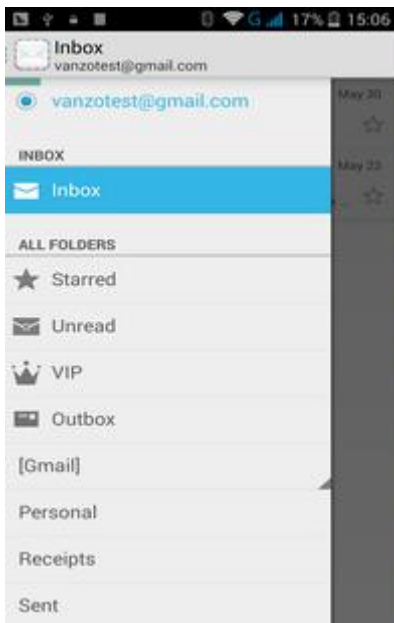 G 17% 15:06
Inbox
vanzotest@gmail.com
vanzotest@gmail.com
May 30
INBOX
May 23
Inbox
ALL FOLDERS
Starred
Unread
VIP
Outbox
[Gmail]
Personal
Receipts
Sent